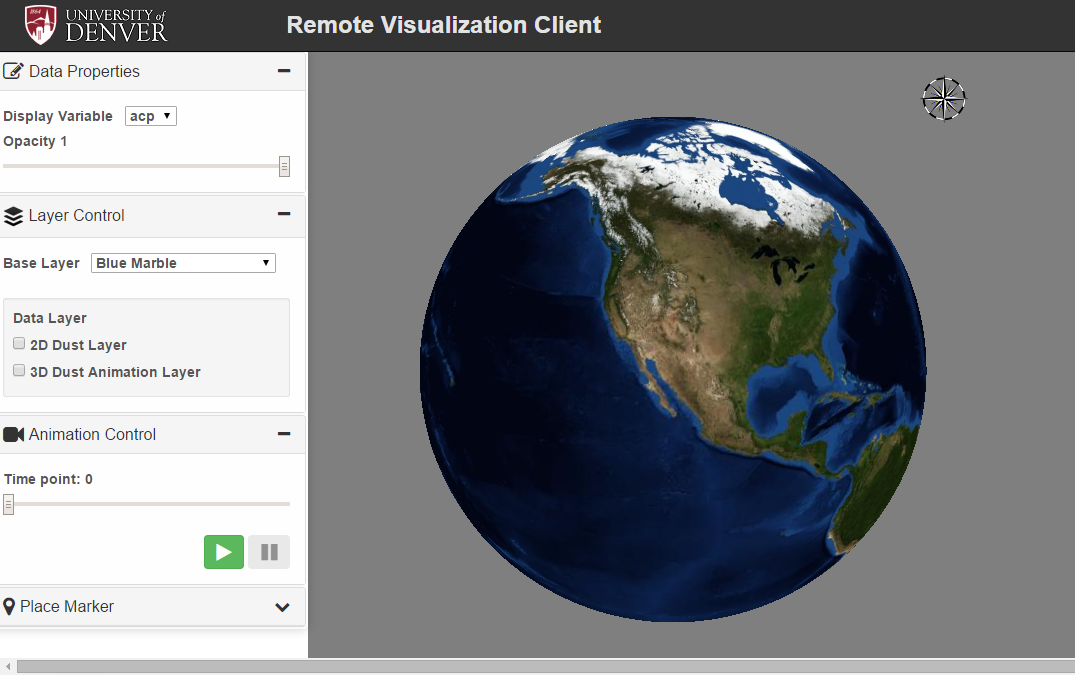 1864
UNIVERSITY of
DENVER
Remote Visualization Client
Data Properties
Display Variable acp
Opacity 1
Layer Control
Base Layer Blue Marble
Data Layer
2D Dust Layer
3D Dust Animation Layer
Animation Control
Time point: 0
Place Marker